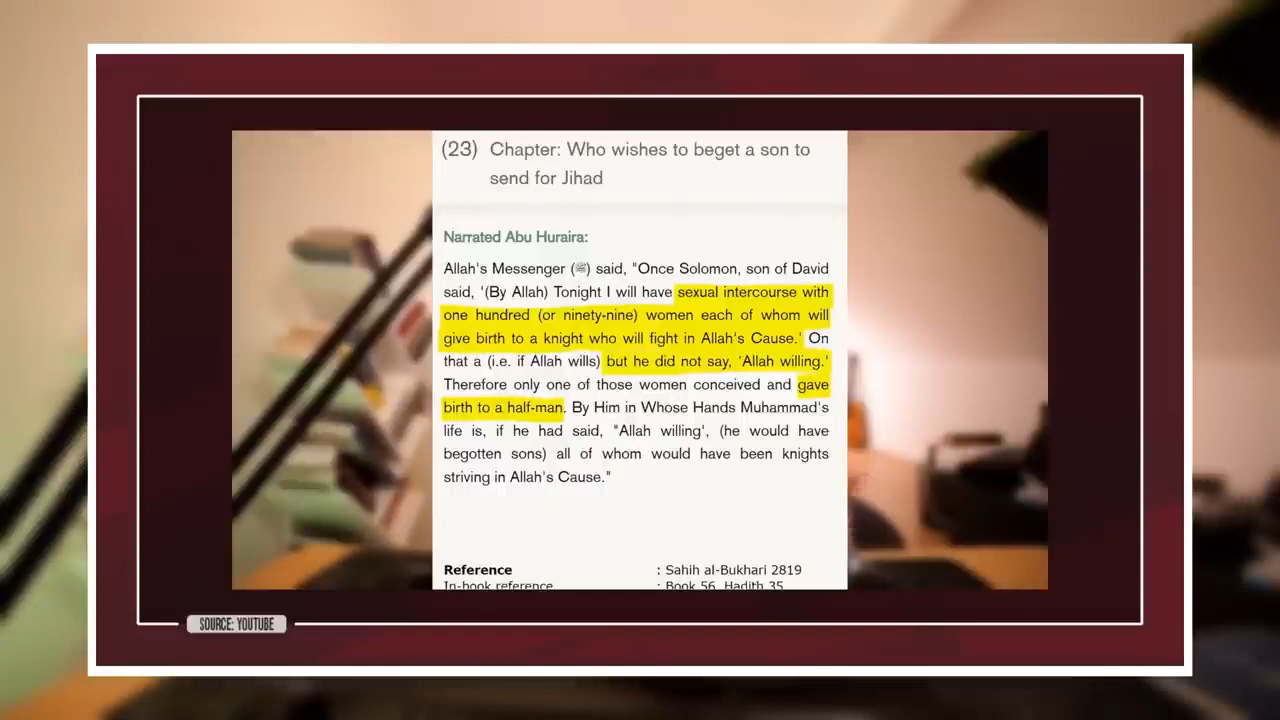 (23) Chapter: Who wishes to beget a son to
send for Jihad
Narrated Abu Huraira:
Allah's Messenger (ﷺ) said, "Once Solomon, son of David
said, '(By Allah) Tonight I will have sexual intercourse with
one hundred (or ninety-nine) women each of whom will
give birth to a knight who will fight in Allah's Cause.' On
that a (i.e. if Allah wills) but he did not say, 'Allah willing.'
Therefore only one of those women conceived and gave
birth to a half-man. By Him in Whose Hands Muhammad's
life is, if he had said, "Allah willing', (he would have
begotten sons) all of whom would have been knights
striving in Allah's Cause."
Reference : Sahih al-Bukhari 2819
In-book reference : Book 56, Hadith 35
SOURCE: YOUTUBE